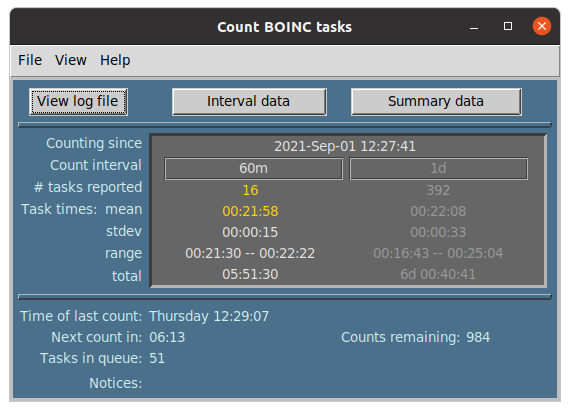 Count BOINC tasks
File View Help
View log file Interval data Summary data
Counting since 2021-Sep-01 12:27:41
Count interval 60m 1d
# tasks reported 16 392
Task times: mean 00:21:58 00:22:08
stdev 00:00:15 00:00:33
range 00:21:30 -- 00:22:22 00:16:43 -- 00:25:04
total 05:51:30 6d 00:40:41
Time of last count: Thursday 12:29:07
Next count in: 06:13 Counts remaining: 984
Tasks in queue: 51
Notices: